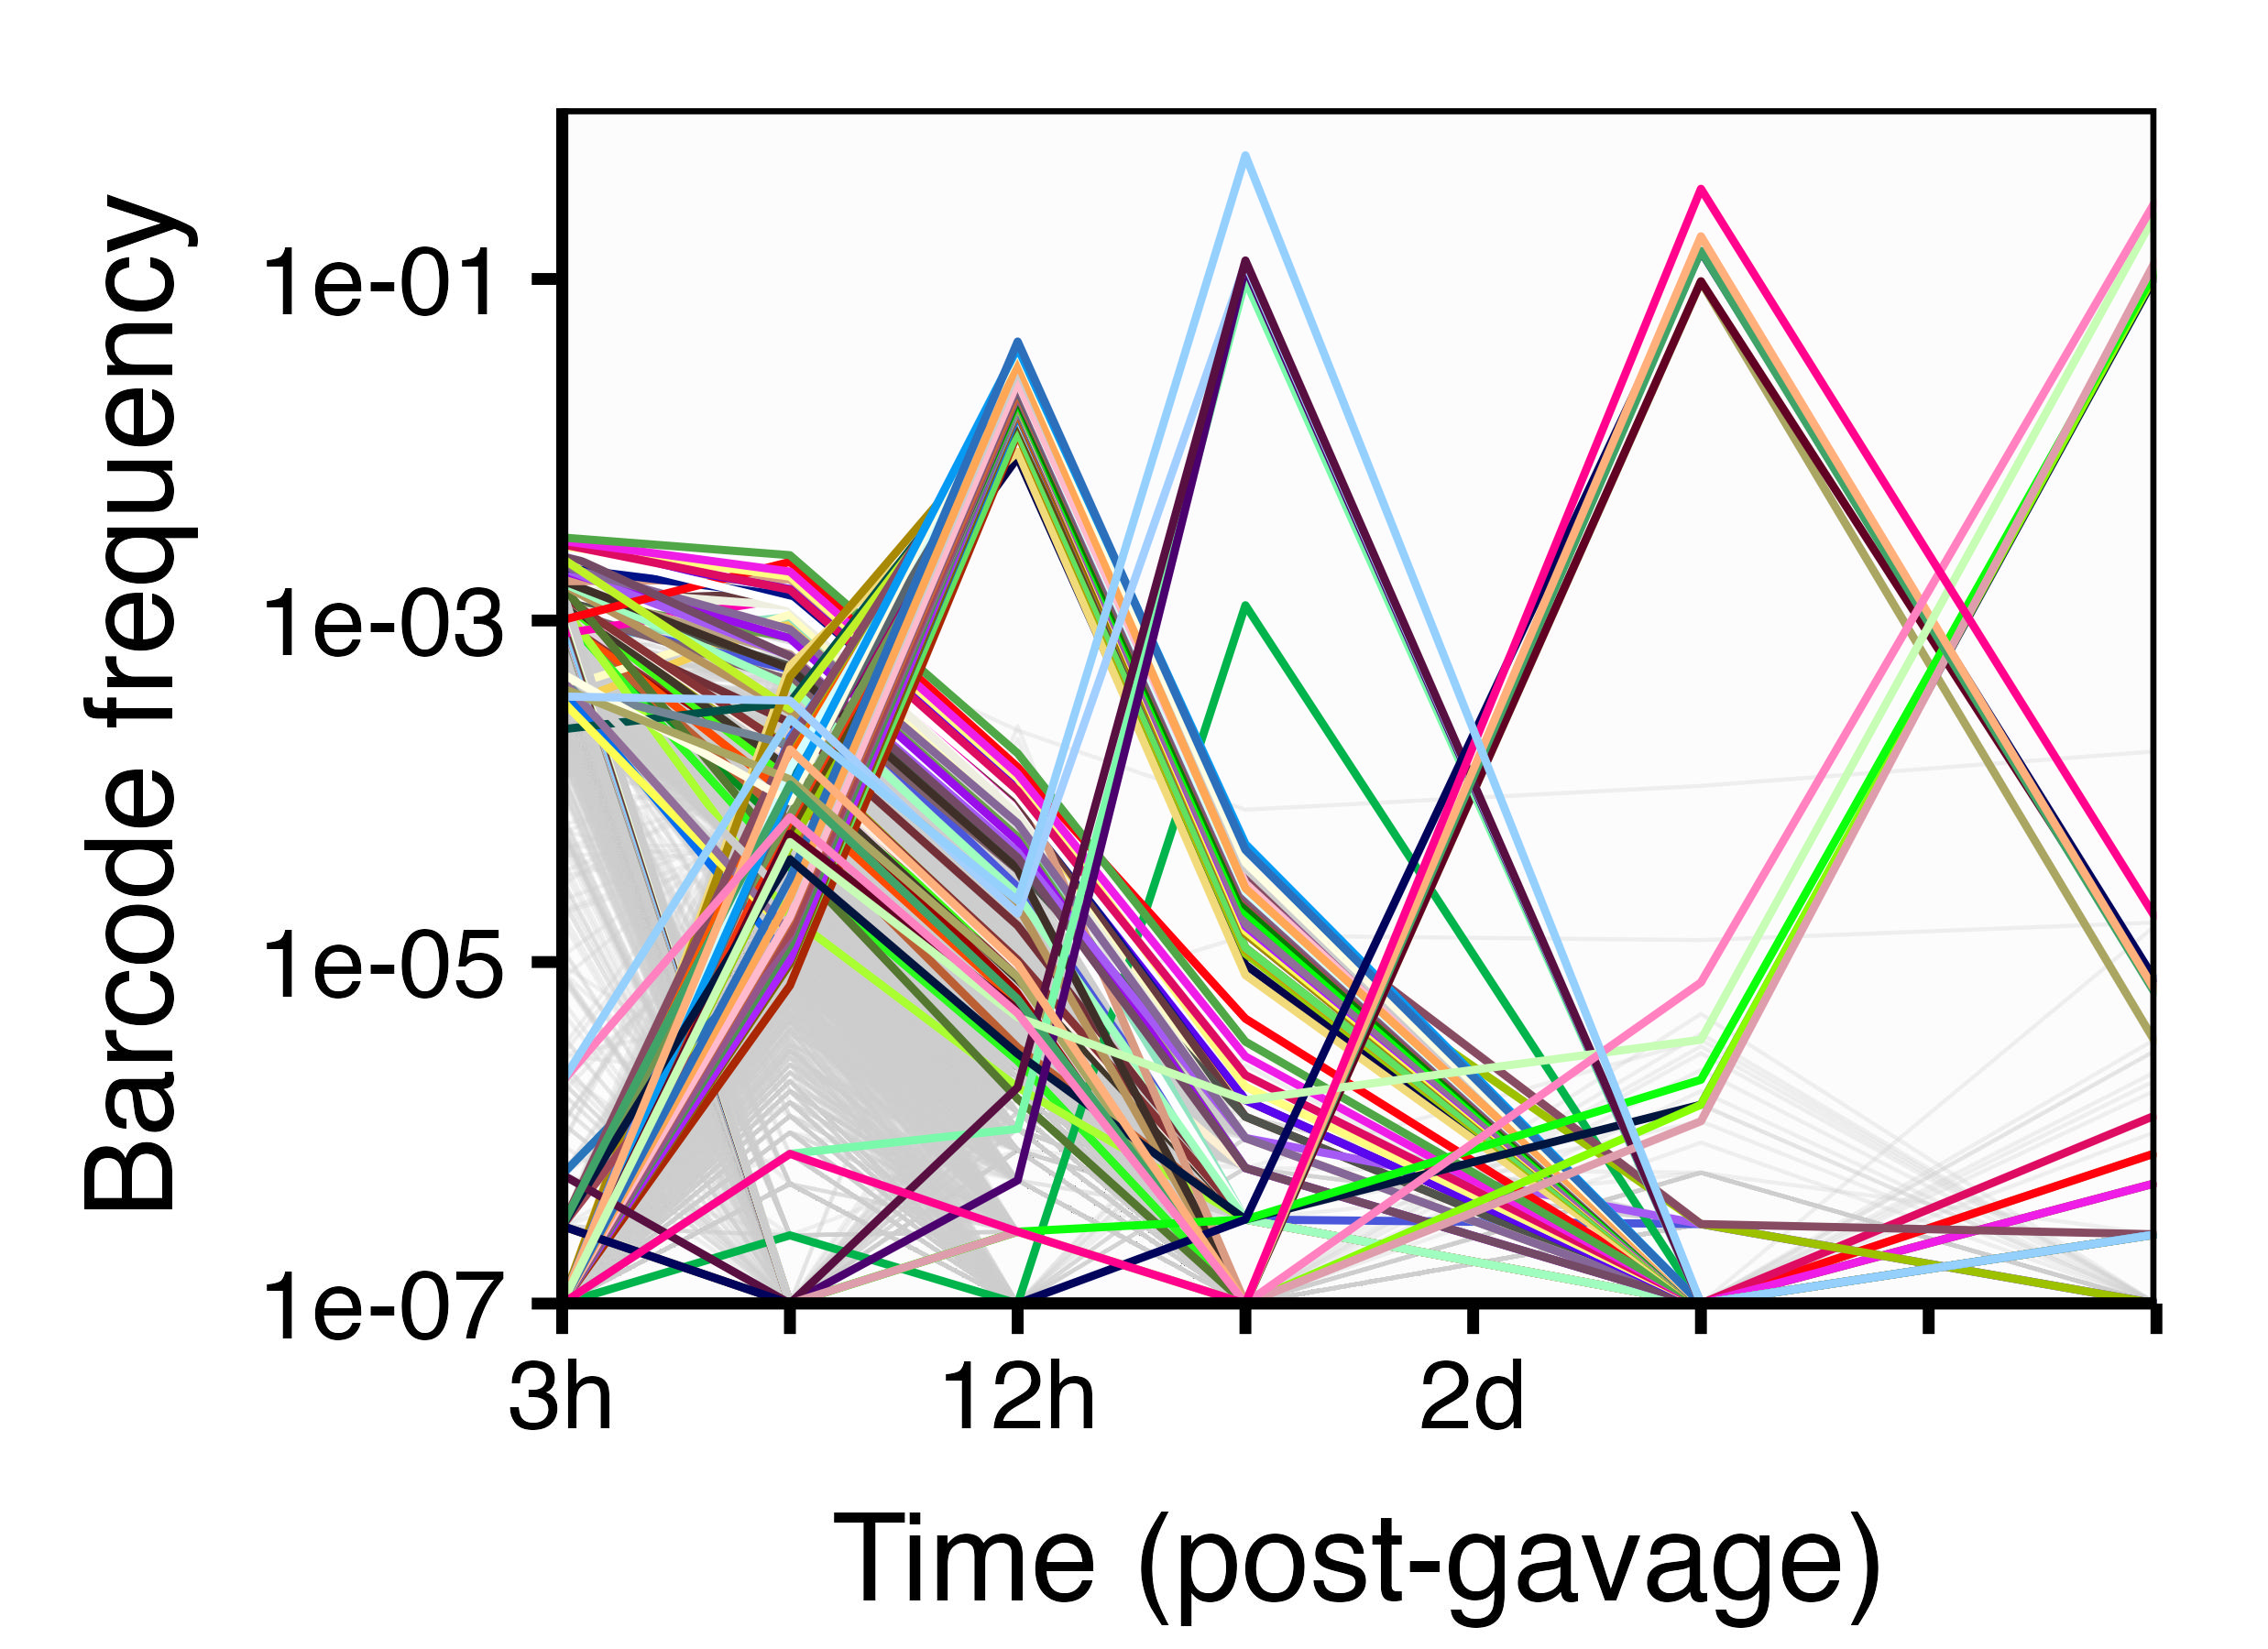 Barcode frequency
1e-01
1e-03
1e-05
1e-07
3h 12h 2d
Time (post-gavage)